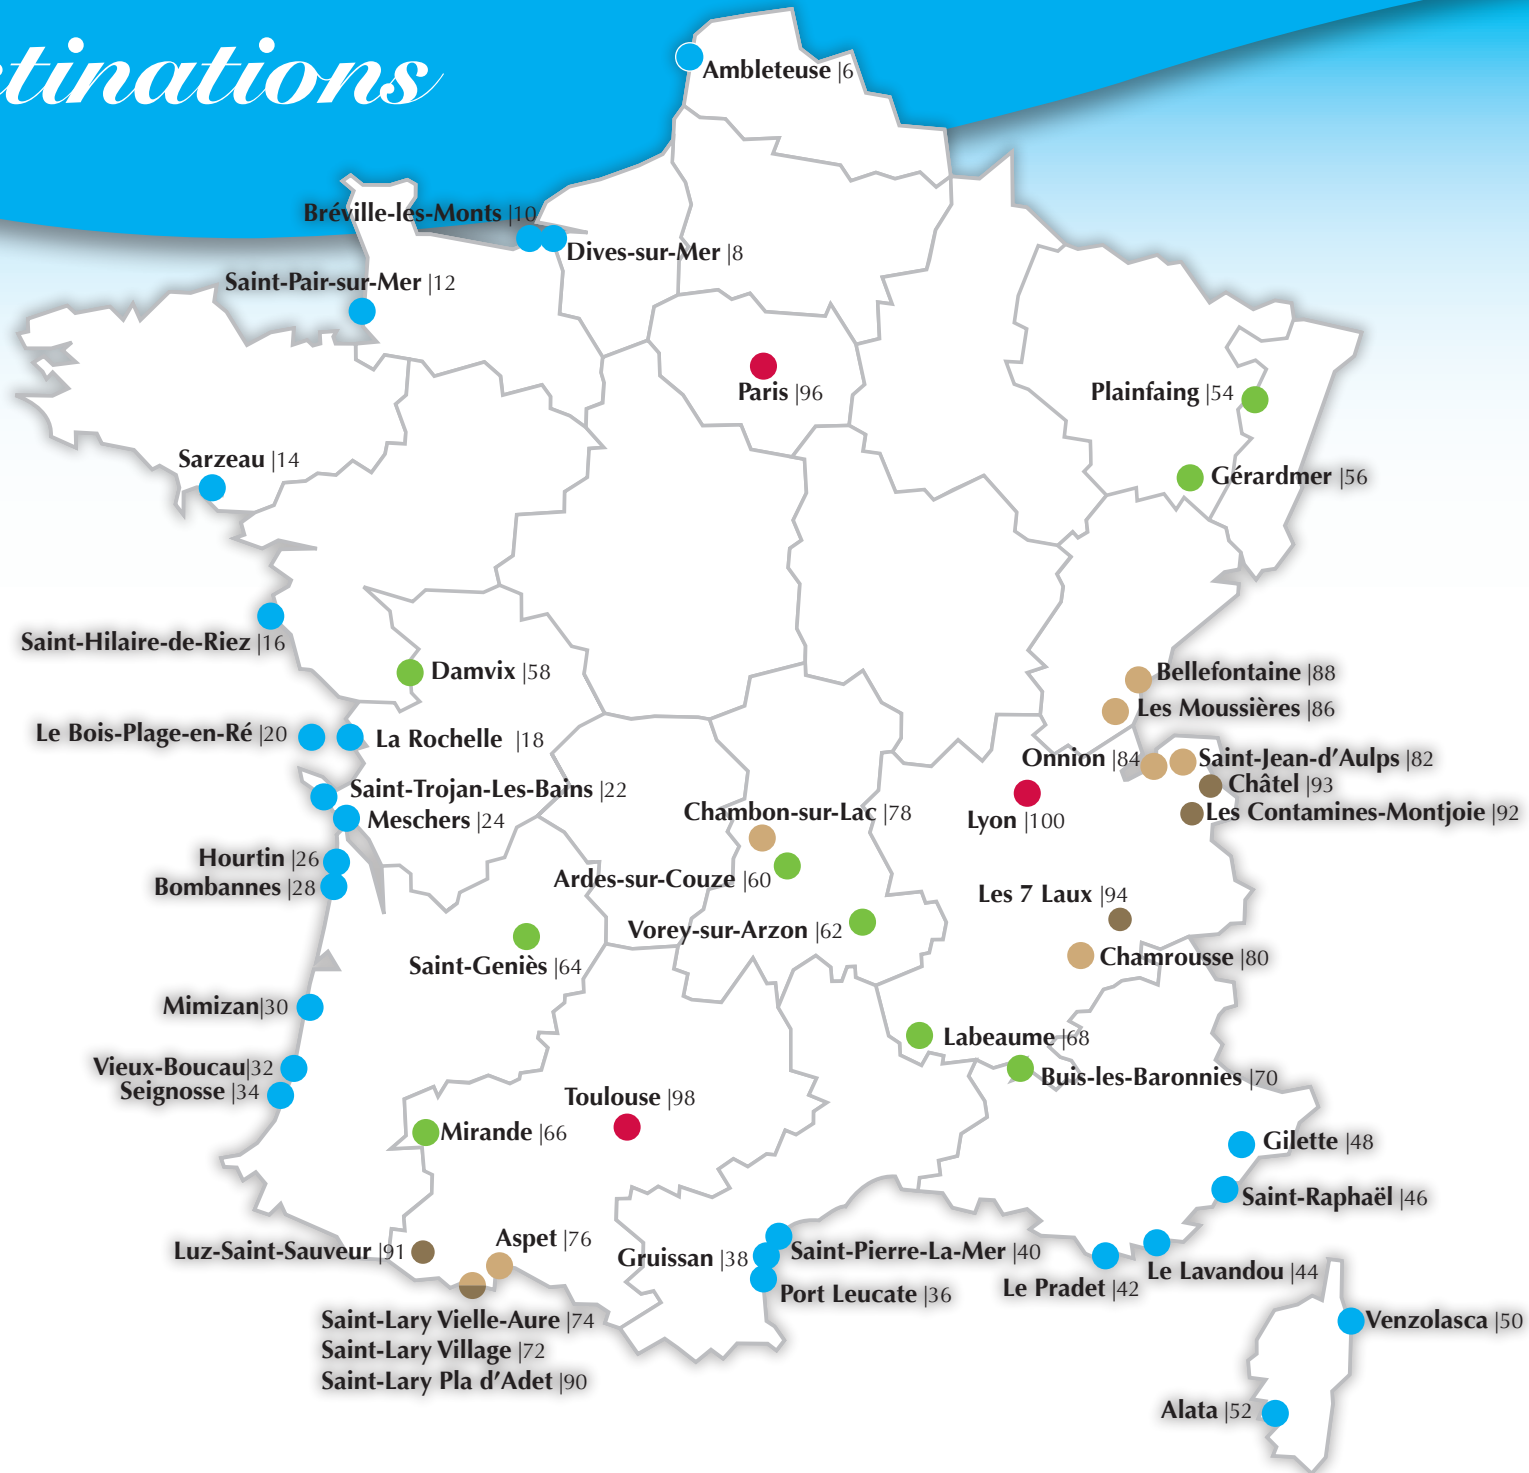 tinations
Ambleteuse |6
Bréville-les-Monts |10
Dives-sur-Mer |8
Saint-Pair-sur-Mer |12
Paris |96
Plainfaing |54
Sarzeau |14
Gérardmer |56
Saint-Hilaire-de-Riez |16
Damvix |58
Bellefontaine |88
Les Moussières |86
Le Bois-Plage-en-Ré |20
La Rochelle |18
Onnion |84
Saint-Jean-d'Aulps |82
Châtel |93
Saint-Trojan-Les-Bains |22
Chambon-sur-Lac |78
Lyon |100
Les Contamines-Montjoie |92
Meschers |24
Hourtin |26
Bombannes |28
Ardes-sur-Couze |60
Les 7 Laux |94
Vorey-sur-Arzon |62
Saint-Geniès |64
Chamrousse |80
Mimizan|30
Labeaume |68
Vieux-Boucau|32
Buis-les-Baronnies |70
Seignosse |34
Toulouse |98
Mirande |66
Gilette |48
Saint-Raphaël |46
Luz-Saint-Sauveur |91
Aspet |76
Gruissan |38
Saint-Pierre-La-Mer |40
Le Lavandou |44
Le Pradet |42
Port Leucate |36
Saint-Lary Vielle-Aure |74
Saint-Lary Village |72
Saint-Lary Pla d'Adet |90
Venzolasca |50
Alata |52